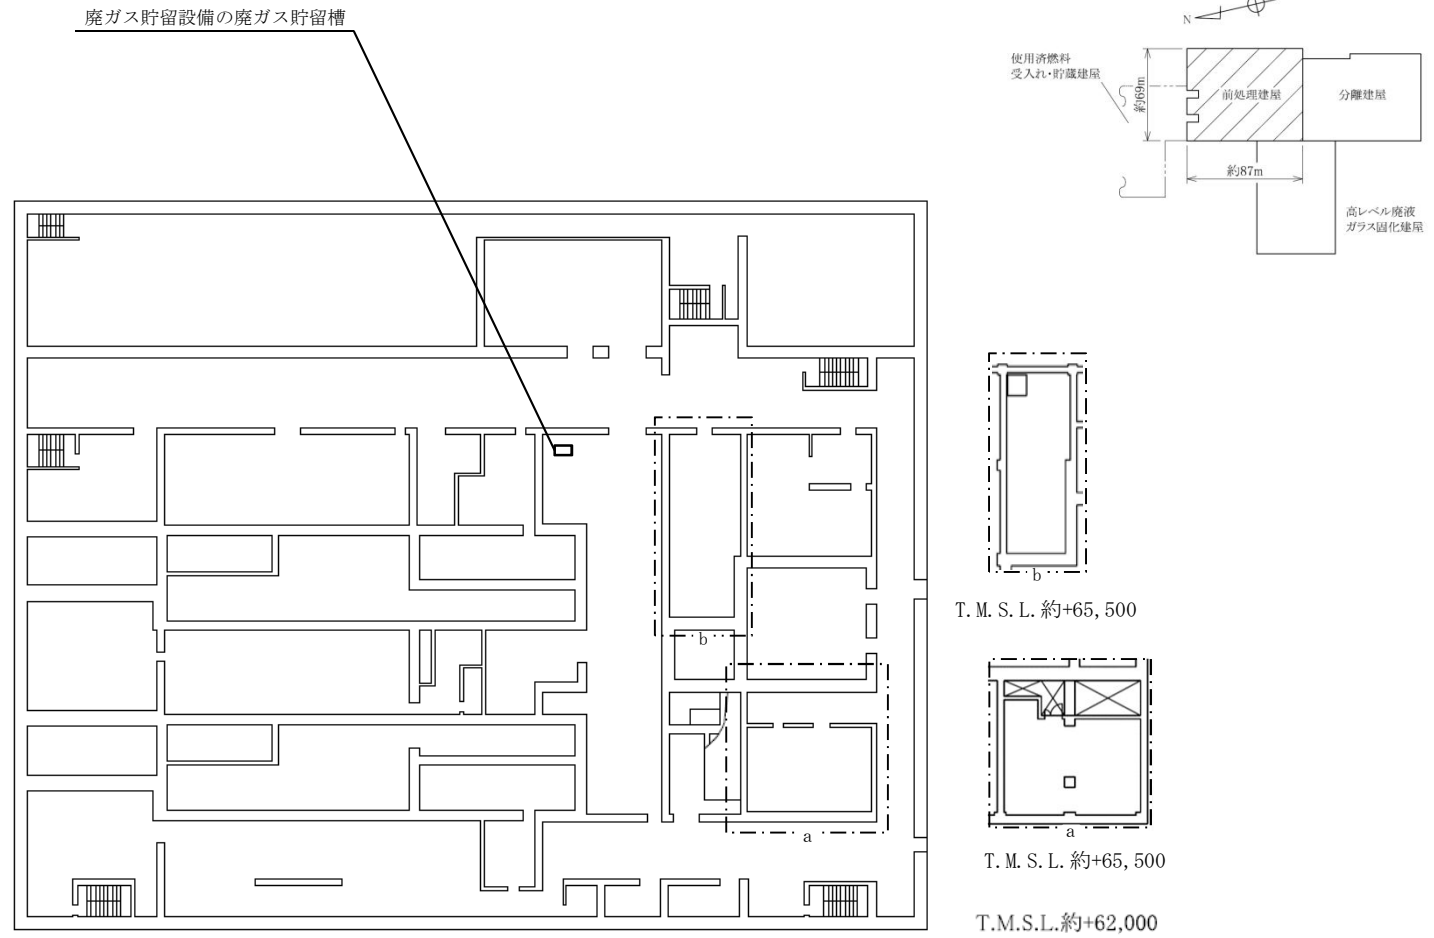 廃ガス貯留設備の廃ガス貯留槽
N
使用済燃料
受入れ・貯蔵建屋
約69m
前処理建屋
分離建屋
約87m
高レベル廃液
ガラス固化建屋
b
T.M.S.L.約+65,500
b
a
a
T.M.S.L.約+65,500
T.M.S.L.約+62,000